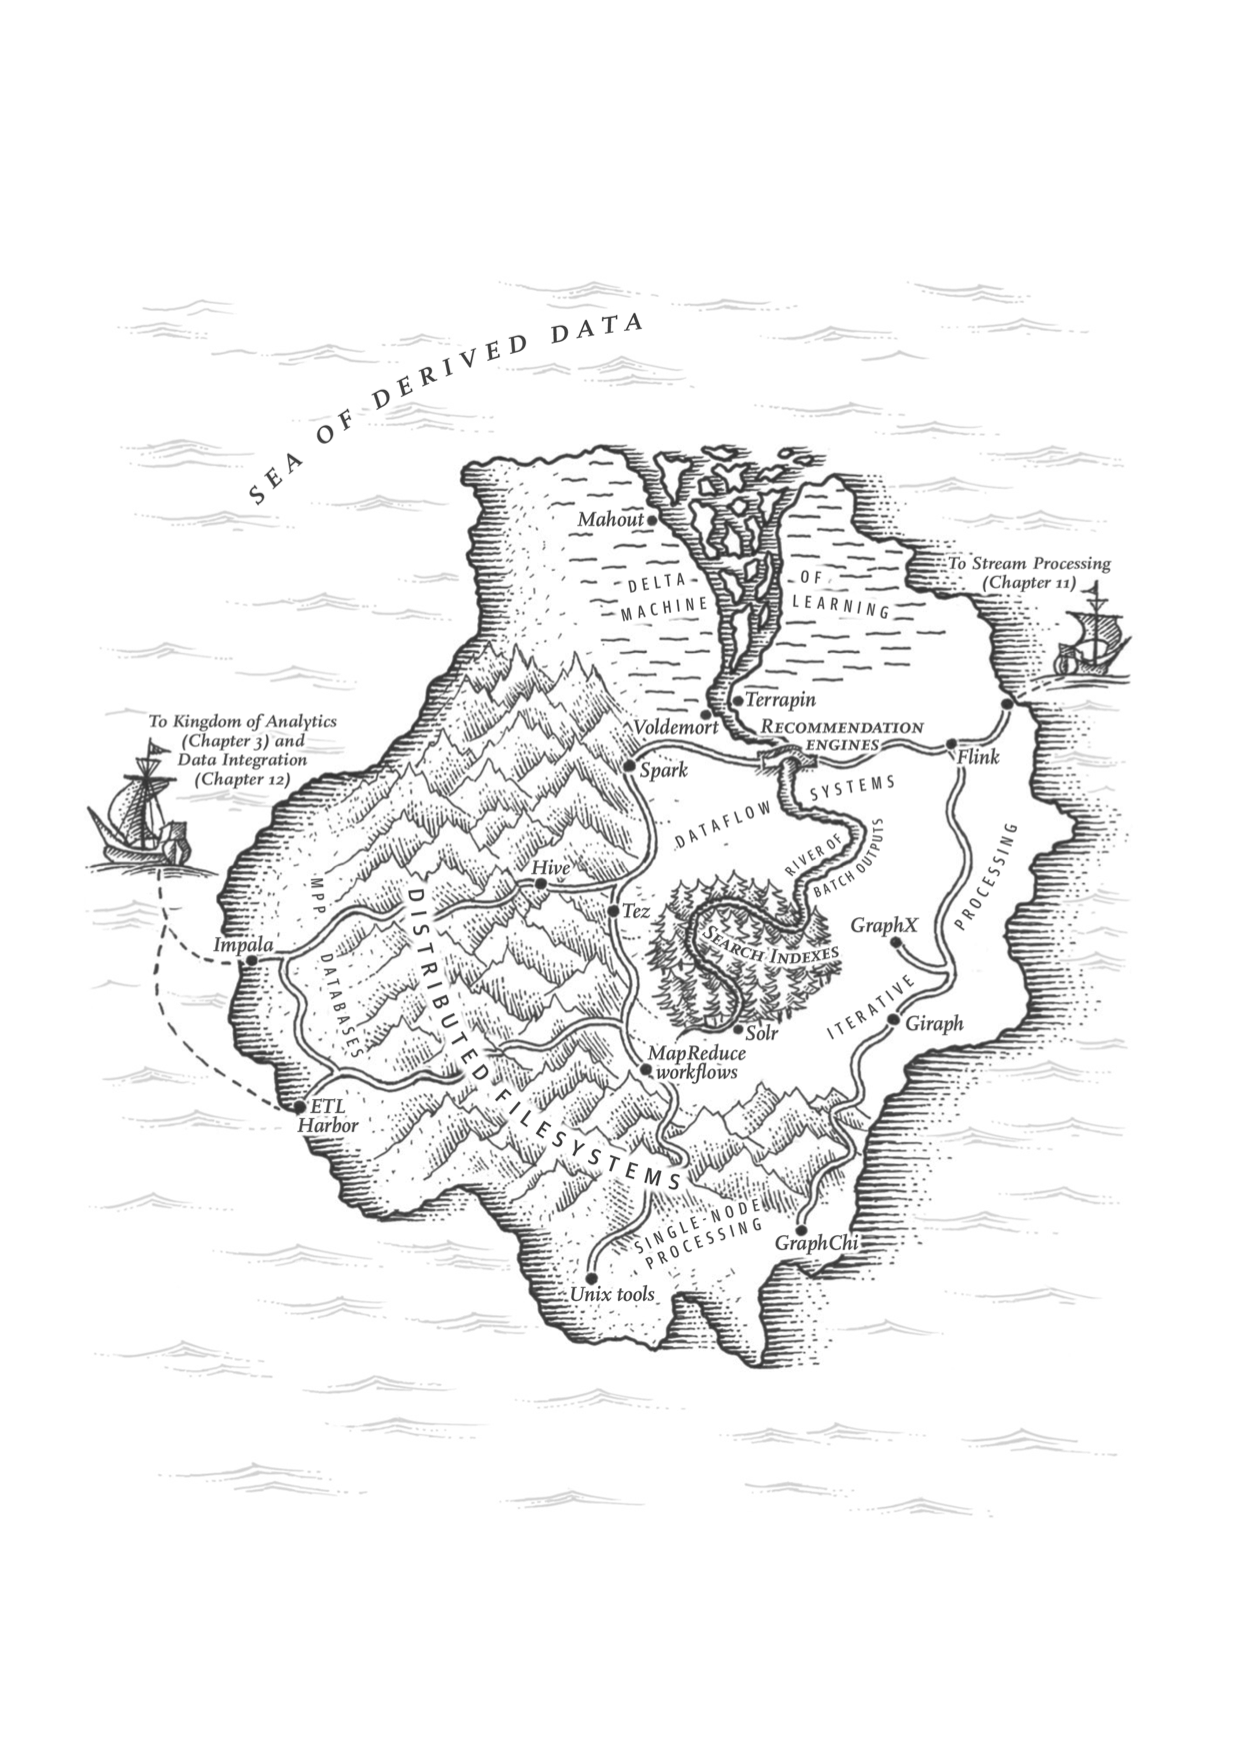 SEA OF DERIVED DATA
Mahout
DELTA OF
MACHINE LEARNING
To Stream Processing
(Chapter 11)
Terrapin
Voldemort
RECOMMENDATION
ENGINES
To Kingdom of Analytics
(Chapter 3) and
Data Integration
(Chapter 12)
Spark
Flink
DATAFLOW SYSTEMS
RIVER OF
BATCH OUTPUTS
Hive
Tez
MPP DATABASES
DISTRIBUTED FILESYSTEMS
GraphX
Impala
SEARCH INDEXES
ITERATIVE PROCESSING
Giraph
Solr
MapReduce
workflows
ETL
Harbor
SINGLE-NODE
PROCESSING
GraphChi
Unix tools